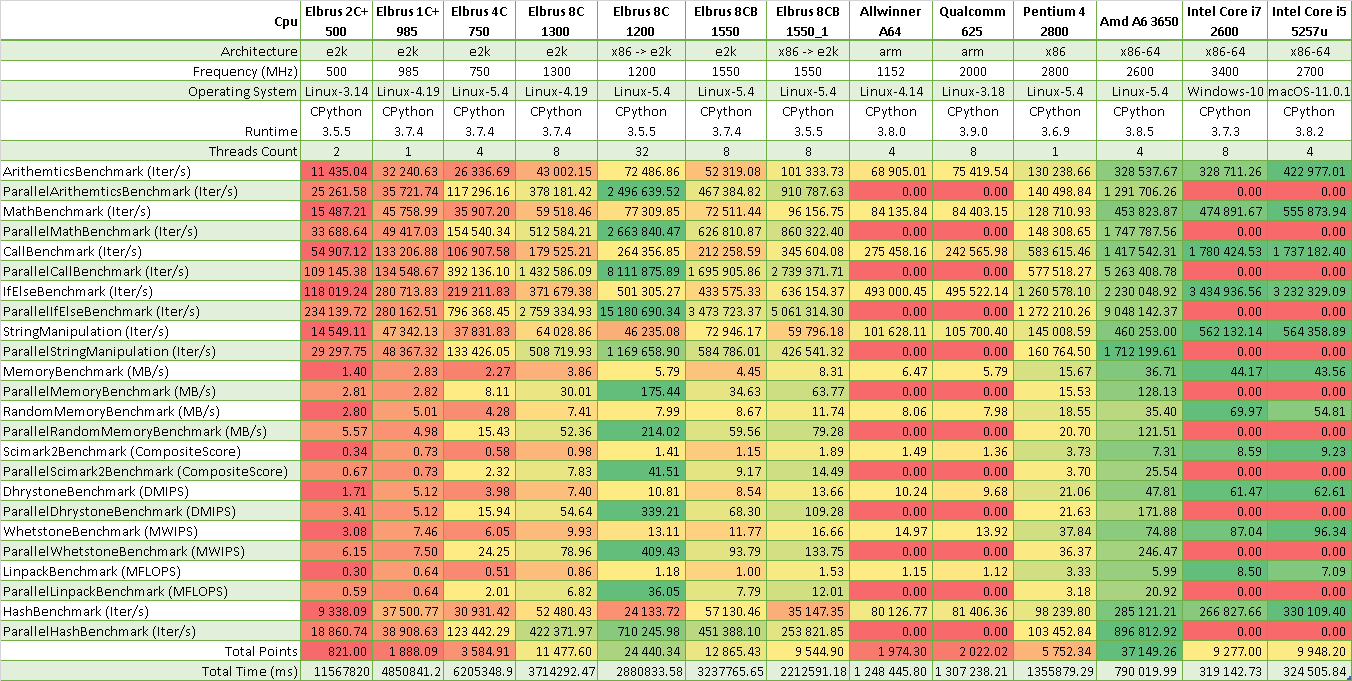 Cpu Elbrus 2C+ 500 Elbrus 1C+ 985 Elbrus 4C 750 Elbrus 8C 1300 Elbrus 8C 1200 Elbrus 8CB 1550 Elbrus 8CB 1550_1 Allwinner A64 Qualcomm 625 Pentium 4 2800 Amd A6 3650 Intel Core i7 2600 Intel Core i5 5257u
Architecture e2k e2k e2k e2k x86 -> e2k e2k x86 -> e2k arm arm x86 x86-64 x86-64 x86-64
Frequency (MHz) 500 985 750 1300 1200 1550 1550 1152 2000 2800 2600 3400 2700
Operating System Linux-3.14 Linux-4.19 Linux-5.4 Linux-4.19 Linux-5.4 Linux-5.4 Linux-5.4 Linux-4.14 Linux-3.18 Linux-5.4 Linux-5.4 Windows-10 macOS-11.0.1
Runtime CPython 3.5.5 CPython 3.7.4 CPython 3.7.4 CPython 3.7.4 CPython 3.5.5 CPython 3.7.4 CPython 3.5.5 CPython 3.8.0 CPython 3.9.0 CPython 3.6.9 CPython 3.8.5 CPython 3.7.3 CPython 3.8.2
Threads Count 2 1 4 8 32 8 8 4 8 1 4 8 4
ArithemticsBenchmark (Iter/s) 11 435.04 32 240.63 26 336.69 43 002.15 72 486.86 52 319.08 101 333.73 68 905.01 75 419.54 130 238.66 328 537.67 328 711.26 422 977.01
ParallelArithemticsBenchmark (Iter/s) 25 261.58 35 721.74 117 296.16 378 181.42 2 496 639.52 467 384.82 910 787.63 0.00 0.00 140 498.84 1 291 706.26 0.00 0.00
MathBenchmark (Iter/s) 15 487.21 45 758.99 35 907.20 59 518.46 77 309.85 72 511.44 96 156.75 84 135.84 84 403.15 128 710.93 453 823.87 474 891.67 555 873.94
ParallelMathBenchmark (Iter/s) 33 688.64 49 417.03 154 540.34 512 584.21 2 663 840.47 626 810.87 860 322.40 0.00 0.00 148 308.65 1 747 787.56 0.00 0.00
CallBenchmark (Iter/s) 54 907.12 133 206.88 106 907.58 179 525.21 264 356.85 212 258.59 345 604.08 275 458.16 242 565.98 583 615.46 1 417 542.31 1 780 424.53 1 737 182.40
ParallelCallBenchmark (Iter/s) 109 145.38 134 548.67 392 136.10 1 432 586.09 8 111 875.89 1 695 905.86 2 739 371.71 0.00 0.00 577 518.27 5 263 408.78 0.00 0.00
IfElseBenchmark (Iter/s) 118 019.24 280 713.83 219 211.83 371 679.38 501 305.27 433 575.33 636 154.37 493 000.45 495 522.14 1 260 578.10 2 230 048.92 3 434 936.56 3 232 329.09
ParallelIfElseBenchmark (Iter/s) 234 139.72 280 162.51 796 368.45 2 759 334.93 15 180 690.34 3 473 723.37 5 061 314.30 0.00 0.00 1 272 210.26 9 048 142.37 0.00 0.00
StringManipulation (Iter/s) 14 549.11 47 342.13 37 831.83 64 028.86 46 235.08 72 946.17 59 796.18 101 628.11 105 700.40 145 008.59 460 253.00 562 132.14 564 358.89
ParallelStringManipulation (Iter/s) 29 297.75 48 367.32 133 426.05 508 719.93 1 169 658.90 584 786.01 426 541.32 0.00 0.00 160 764.50 1 712 199.61 0.00 0.00
MemoryBenchmark (MB/s) 1.40 2.83 2.27 3.86 5.79 4.45 8.31 6.47 5.79 15.67 36.71 44.17 43.56
ParallelMemoryBenchmark (MB/s) 2.81 2.82 8.11 30.01 175.44 34.63 63.77 0.00 0.00 15.53 128.13 0.00 0.00
RandomMemoryBenchmark (MB/s) 2.80 5.01 4.28 7.41 7.99 8.67 11.74 8.06 7.98 18.55 35.40 69.97 54.81
ParallelRandomMemoryBenchmark (MB/s) 5.57 4.98 15.43 52.36 214.02 59.56 79.28 0.00 0.00 20.70 121.51 0.00 0.00
Scimark2Benchmark (CompositeScore) 0.34 0.73 0.58 0.98 1.41 1.15 1.89 1.49 1.36 3.73 7.31 8.59 9.23
ParallelScimark2Benchmark (CompositeScore) 0.67 0.73 2.32 7.83 41.51 9.17 14.49 0.00 0.00 3.70 25.54 0.00 0.00
DhrystoneBenchmark (DMIPS) 1.71 5.12 3.98 7.40 10.81 8.54 13.66 10.24 9.68 21.06 47.81 61.47 62.61
ParallelDhrystoneBenchmark (DMIPS) 3.41 5.12 15.94 54.64 339.21 68.30 109.28 0.00 0.00 21.63 171.88 0.00 0.00
WhetstoneBenchmark (MWIPS) 3.08 7.46 6.05 9.93 13.11 11.77 16.66 14.97 13.92 37.84 74.88 87.04 96.34
ParallelWhetstoneBenchmark (MWIPS) 6.15 7.50 24.25 78.96 409.43 93.79 133.75 0.00 0.00 36.37 246.47 0.00 0.00
LinpackBenchmark (MFLOPS) 0.30 0.64 0.51 0.86 1.18 1.00 1.53 1.15 1.12 3.33 5.99 8.50 7.09
ParallelLinpackBenchmark (MFLOPS) 0.59 0.64 2.01 6.82 36.05 7.79 12.01 0.00 0.00 3.18 20.92 0.00 0.00
HashBenchmark (Iter/s) 9 338.09 37 500.77 30 931.42 52 480.43 24 133.72 57 130.46 35 147.35 80 126.77 81 406.36 98 239.80 285 121.21 266 827.66 330 109.40
ParallelHashBenchmark (Iter/s) 18 860.74 38 908.63 123 442.29 422 371.97 710 245.98 451 388.10 253 821.85 0.00 0.00 103 452.84 896 812.92 0.00 0.00
Total Points 821.00 1 888.09 3 584.91 11 477.60 24 440.34 12 865.43 9 544.90 1 974.30 2 022.02 5 752.34 37 149.26 9 277.00 9 948.20
Total Time (ms) 11567820 4850841.2 6205348.9 3714292.47 2880833.58 3237765.65 2212591.18 1 248 445.80 1 307 238.21 1355879.29 790 019.99 319 142.73 324 505.84